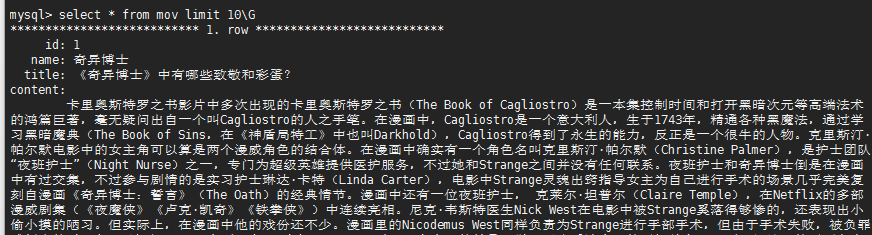 mysql> select * from mov limit 10\G
*************************** 1. row ***************************
id: 1
name: 奇异博士
title: 《奇异博士》中有哪些致敬和彩蛋?
content:
卡里奥斯特罗之书影片中多次出现的卡里奥斯特罗之书（The Book of Cagliostro）是一本集控制时间和打开黑暗次元等高端法术
的鸿篇巨著，毫无疑问出自一个叫Cagliostro的人之手笔。在漫画中，Cagliostro是一个意大利人，生于1743年，精通各种黑魔法，通过学
习黑暗魔典（The Book of Sins，在《神盾局特工》中也叫Darkhold），Cagliostro得到了永生的能力，反正是一个很牛的人物。克里斯汀·
帕尔默电影中的女主角可以算是两个漫威角色的结合体。在漫画中确实有一个角色名叫克里斯汀·帕尔默（Christine Palmer），是护士团队
“夜班护士”（Night Nurse）之一，专门为超级英雄提供医护服务，不过她和Strange之间并没有任何联系。夜班护士和奇异博士倒是在漫画
中有过交集，不过参与剧情的是实习护士琳达·卡特（Linda Carter），电影中Strange灵魂出窍指导女主为自己进行手术的场景几乎完美复
刻自漫画《奇异博士：誓言》（The Oath）的经典情节。漫画中还有一位夜班护士， 克莱尔·坦普尔（Claire Temple），在Netflix的多部
漫威剧集（《夜魔侠》《卢克·凯奇》《铁拳侠》）中连续亮相。尼克·韦斯特医生Nick West在电影中被Strange奚落得够惨的，还表现出小
偷小摸的陋习。但实际上，在漫画中他的戏份还不少。漫画里的Nicodemus West同样负责为Strange进行手部手术，但由于手术失败，被负罪